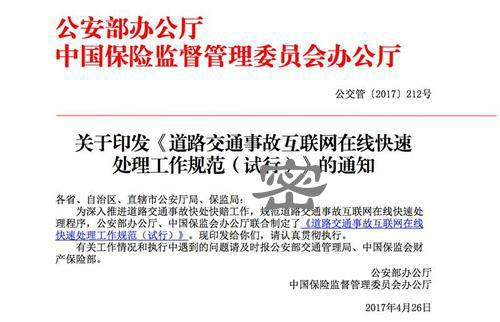 公安部办公厅
中国保险监督管理委员会办公厅
公交管〔2017〕212号
关于印发《道路交通事故互联网在线快速
处理工作规范（试行）》的通知
密
各省、自治区、直辖市公安厅局、保监局：
为深入推进道路交通事故快处快赔工作，规范道路交通事故互联网在线快速处
理程序，公安部办公厅、中国保监会办公厅联合制定了《道路交通事故互联网在线
快速处理工作规范（试行）》。现印发给你们，请认真贯彻执行。
有关工作情况和执行中遇到的问题请及时报公安部交通管理局、中国保监会财
产保险部。
公安部办公厅
中国保险监督管理委员会办公厅
2017年4月26日